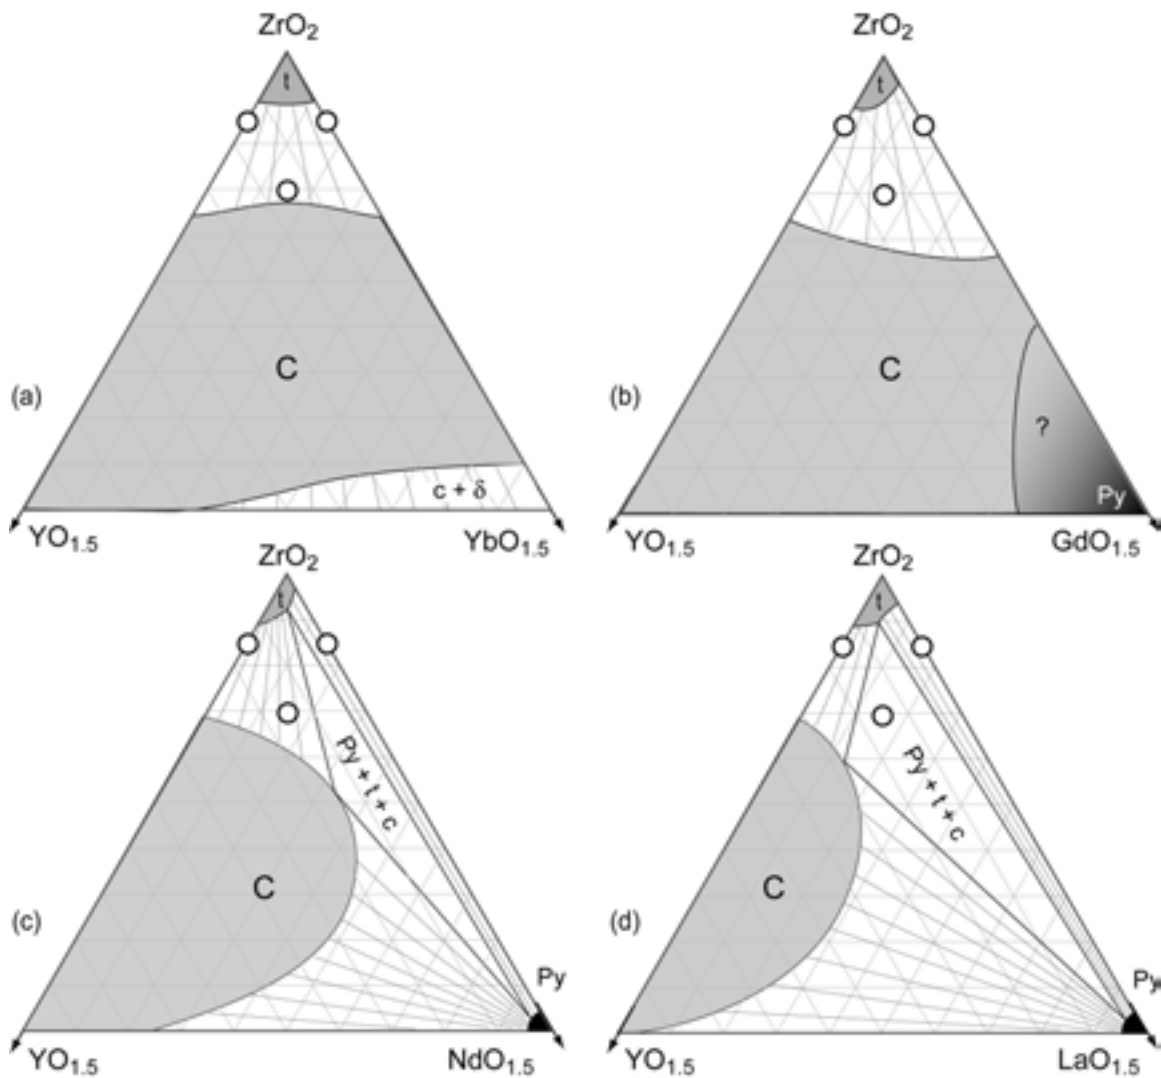 ZrO₂
t
C
(a)
c + δ
YO₁.₅
YbO₁.₅
ZrO₂
t
C
(b)
?
Py
YO₁.₅
GdO₁.₅
ZrO₂
t
Py + t + c
C
(c)
Py
YO₁.₅
NdO₁.₅
ZrO₂
t
Py + t + c
C
(d)
Py
YO₁.₅
LaO₁.₅